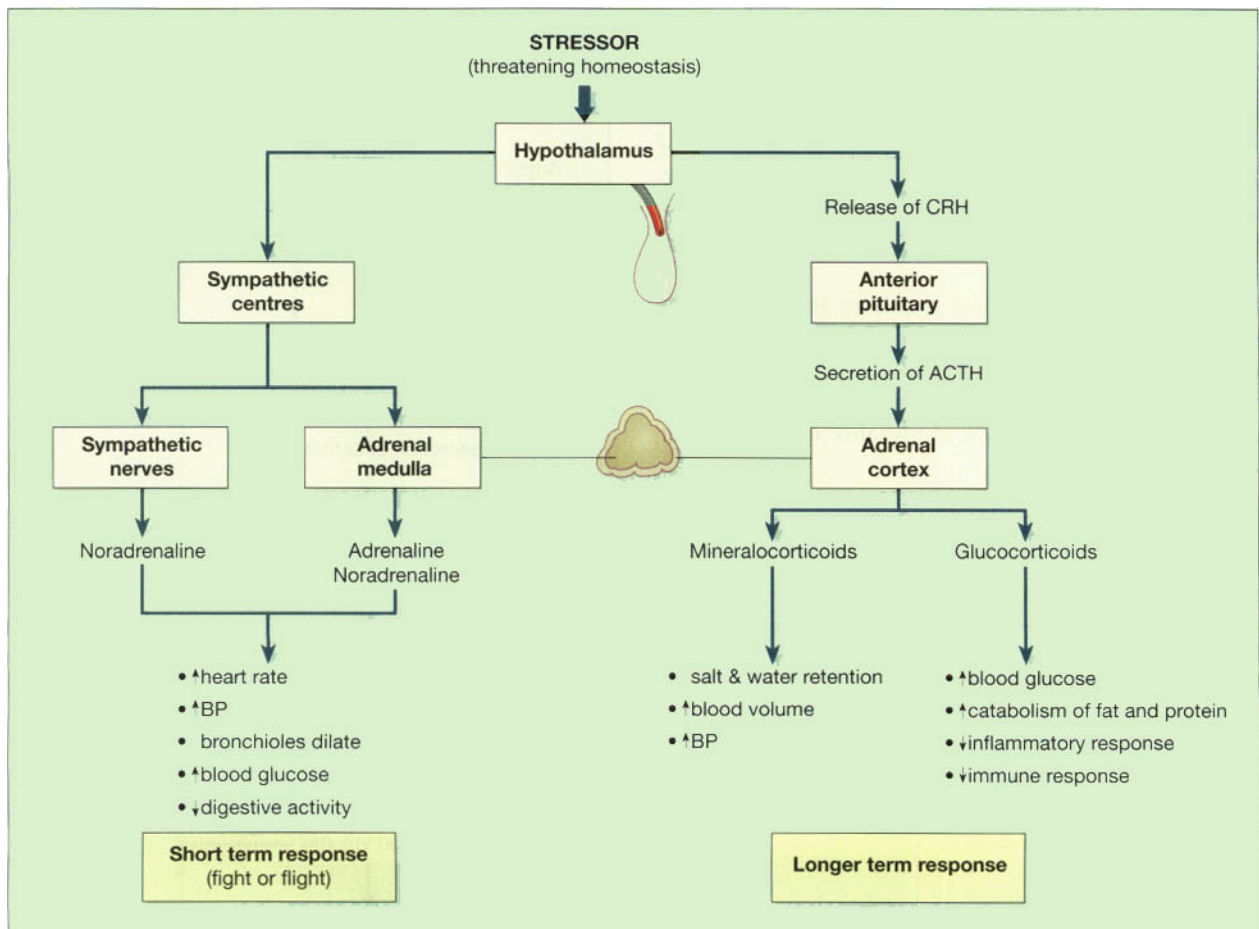 STRESSOR
(threatening homeostasis)
Hypothalamus
Release of CRH
Sympathetic
centres
Anterior
pituitary
Secretion of ACTH
Sympathetic
nerves
Adrenal
medulla
Adrenal
cortex
Noradrenaline
Adrenaline
Noradrenaline
Mineralocorticoids
Glucocorticoids
• ↑heart rate
• ↑BP
• bronchioles dilate
• ↑blood glucose
• ↓digestive activity
• salt & water retention
• ↑blood volume
• ↑BP
• ↑blood glucose
• ↑catabolism of fat and protein
• ↓inflammatory response
• ↓immune response
Short term response
(fight or flight)
Longer term response